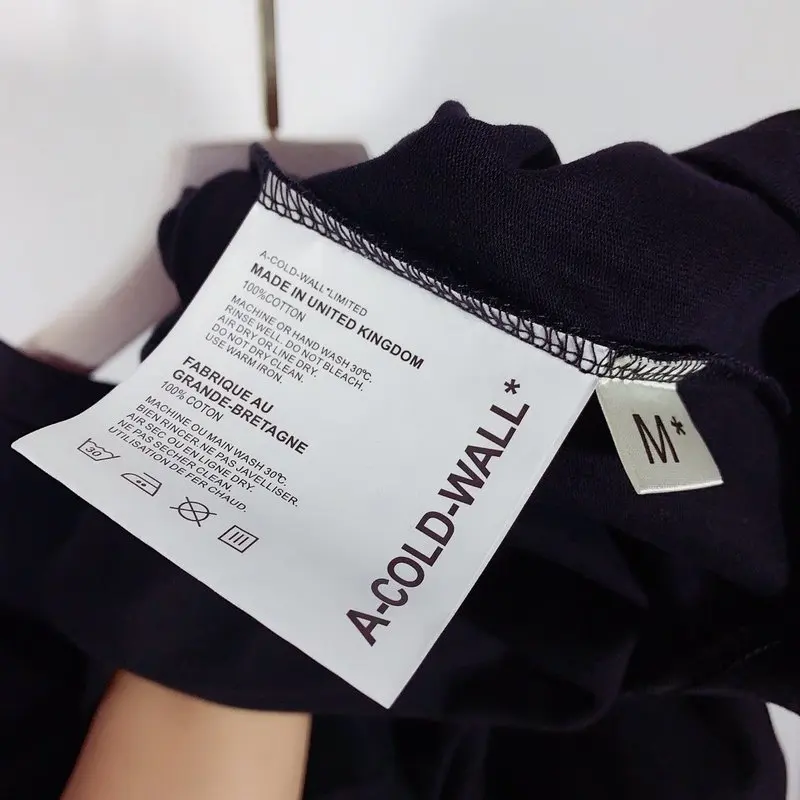 A-COLD-WALL*LIMITED
MADE IN UNITED KINGDOM
100%COTTON
MACHINE OR HAND WASH 30℃.
RINSE WELL. DO NOT BLEACH.
AIR DRY OR LINE DRY.
DO NOT DRY CLEAN.
USE WARM IRON.
FABRIQUE AU
GRANDE-BRETAGNE
100% COTON
MACHINE OU MAIN WASH 30℃.
BIEN RINCER NE PAS JAVELLISER.
AIR SEC OU EN LIGNE DRY.
NE PAS SECHER CLEAN.
UTILISATION DE FER CHAUD.
30°
A-COLD-WALL*
M*